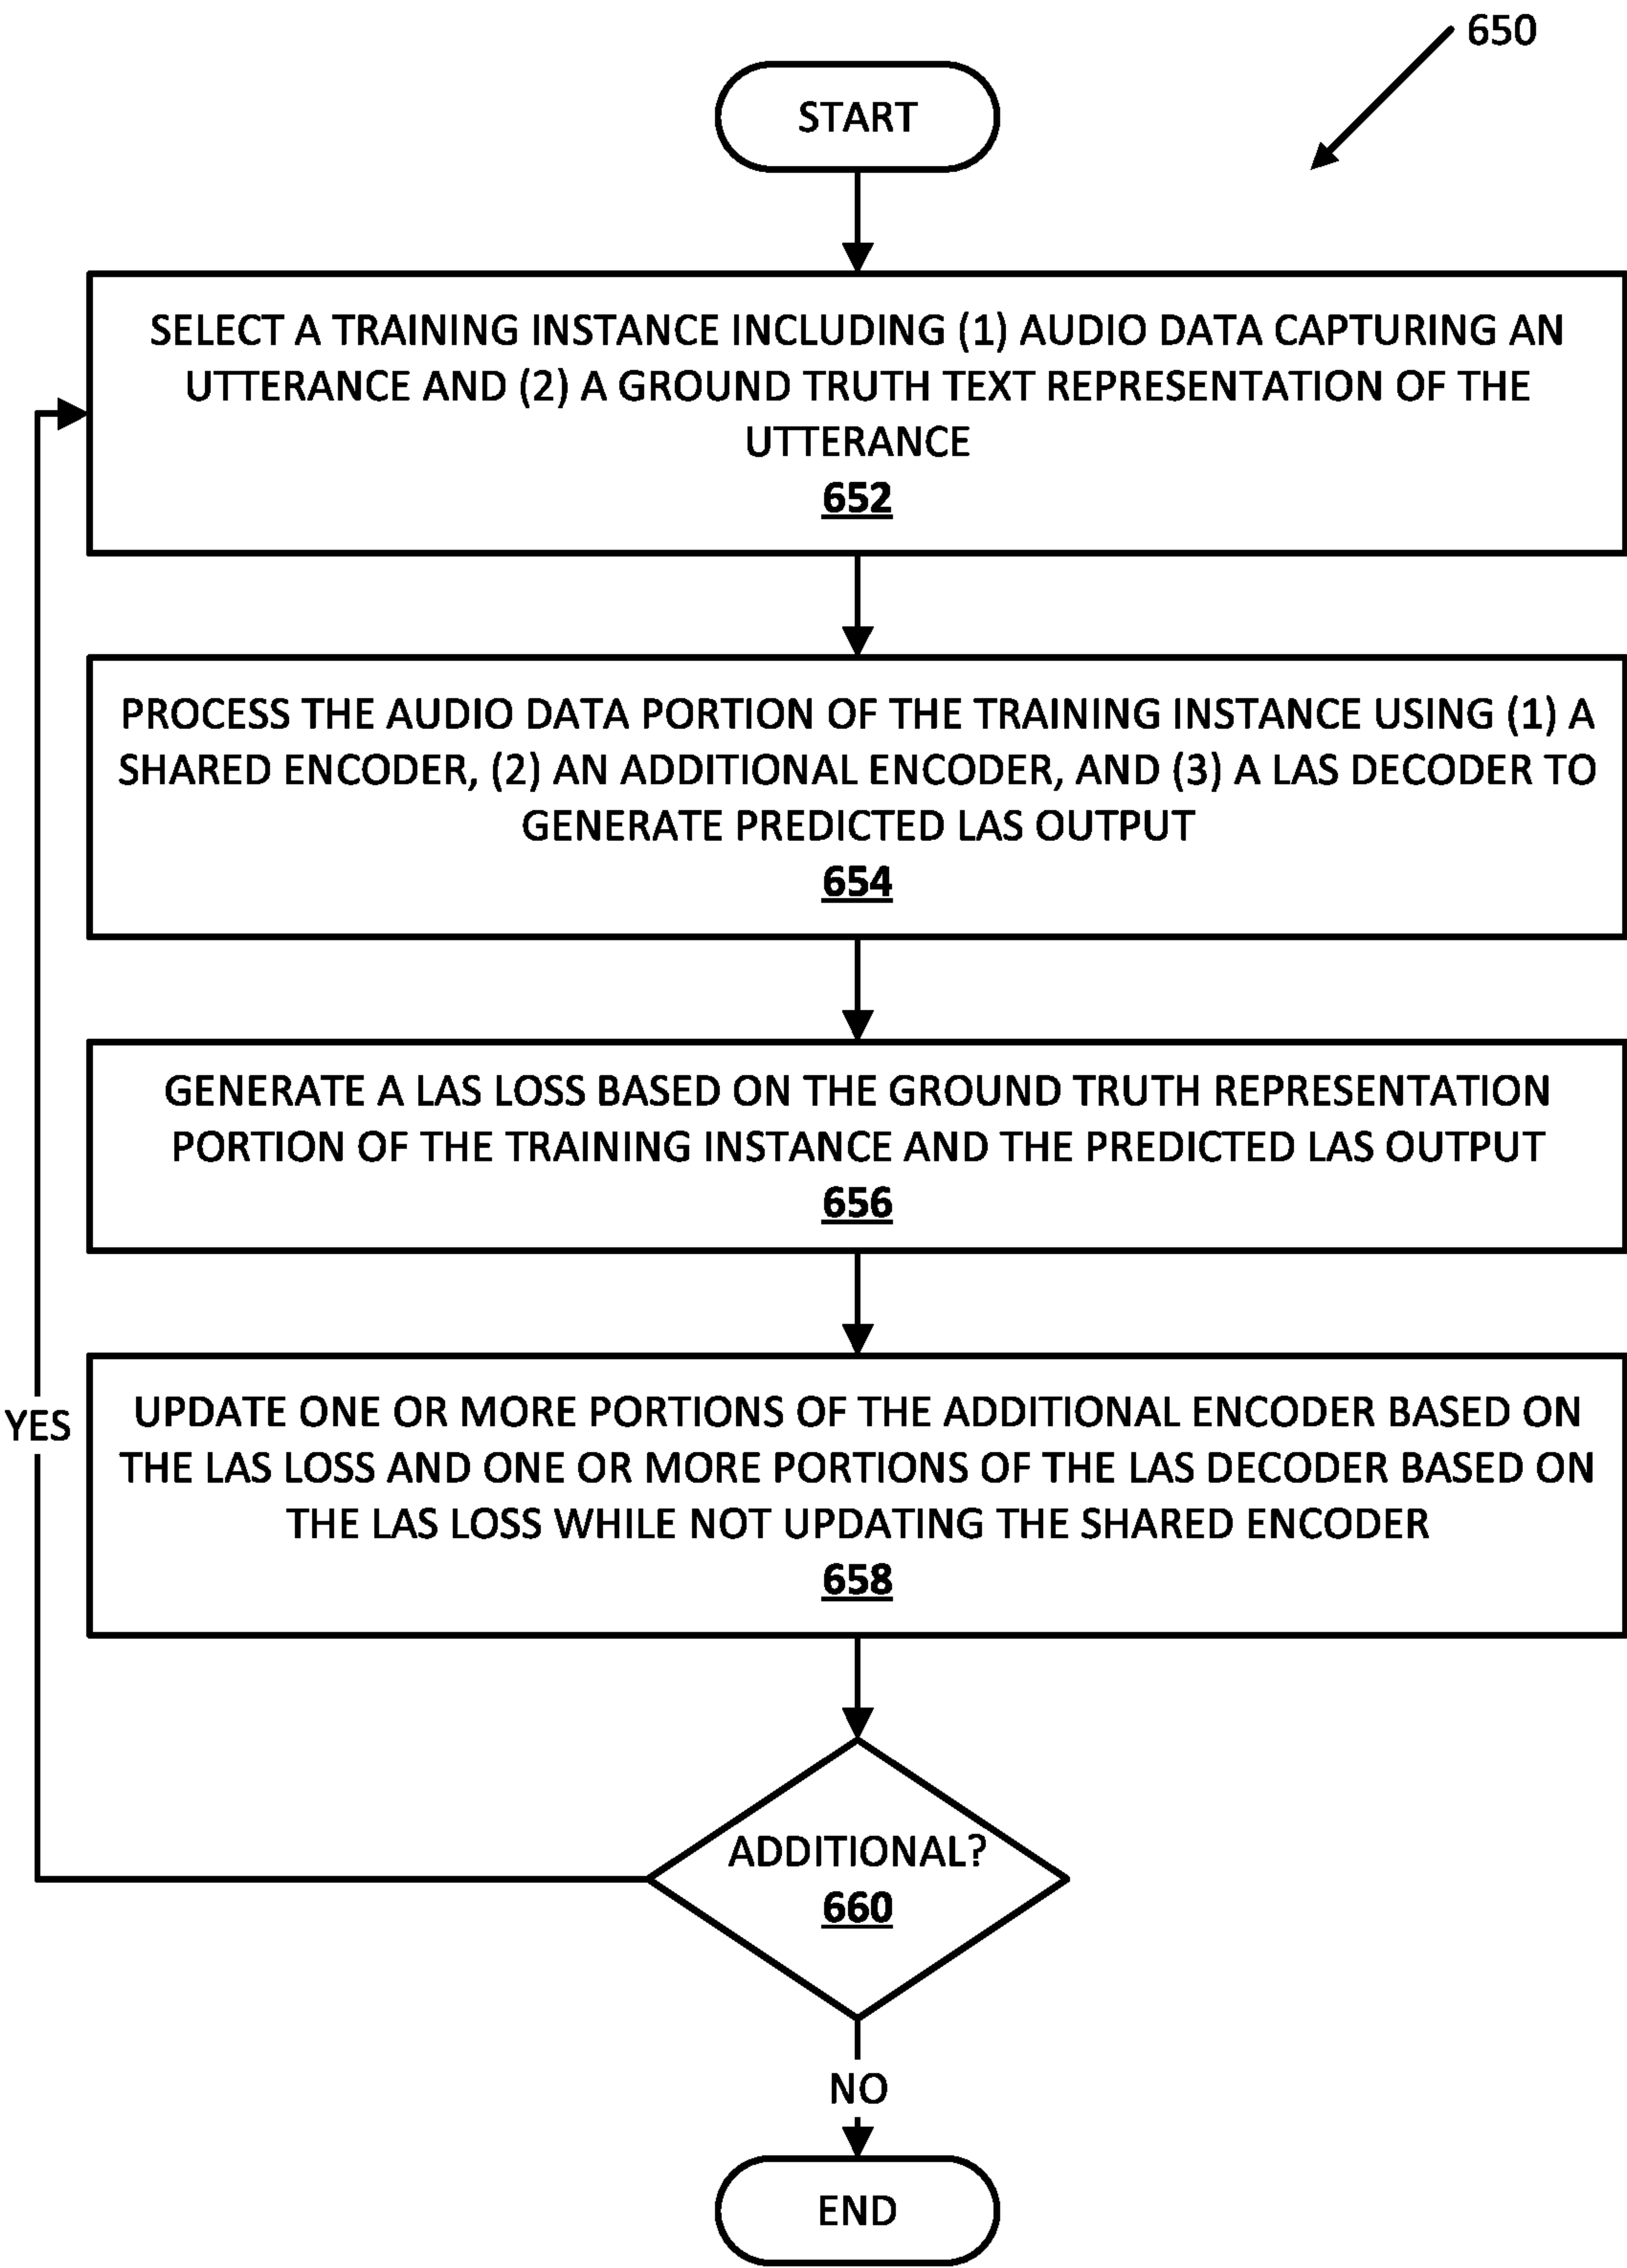 650
START
SELECT A TRAINING INSTANCE INCLUDING (1) AUDIO DATA CAPTURING AN
UTTERANCE AND (2) A GROUND TRUTH TEXT REPRESENTATION OF THE
UTTERANCE
652
PROCESS THE AUDIO DATA PORTION OF THE TRAINING INSTANCE USING (1) A
SHARED ENCODER, (2) AN ADDITIONAL ENCODER, AND (3) A LAS DECODER TO
GENERATE PREDICTED LAS OUTPUT
654
GENERATE A LAS LOSS BASED ON THE GROUND TRUTH REPRESENTATION
PORTION OF THE TRAINING INSTANCE AND THE PREDICTED LAS OUTPUT
656
YES
UPDATE ONE OR MORE PORTIONS OF THE ADDITIONAL ENCODER BASED ON
THE LAS LOSS AND ONE OR MORE PORTIONS OF THE LAS DECODER BASED ON
THE LAS LOSS WHILE NOT UPDATING THE SHARED ENCODER
658
ADDITIONAL?
660
NO
END